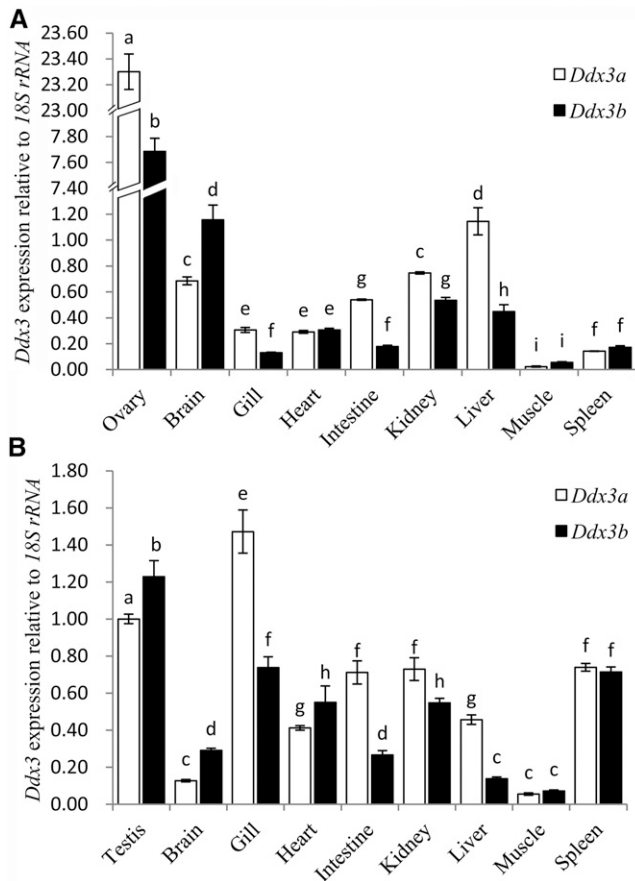 A
Ddx3 expression relative to 18S rRNA
23.60
23.40
23.20
23.00
7.80
7.60
7.40
1.20
1.00
0.80
0.60
0.40
0.20
0.00
a
b
c
d
e
f
e
e
g
f
c
g
d
h
i
i
f
f
Ddx3a
Ddx3b
Ovary
Brain
Gill
Heart
Intestine
Kidney
Liver
Muscle
Spleen
B
Ddx3 expression relative to 18S rRNA
1.80
1.60
1.40
1.20
1.00
0.80
0.60
0.40
0.20
0.00
a
b
c
d
e
f
g
h
f
d
f
h
g
c
c
c
f
f
Ddx3a
Ddx3b
Testis
Brain
Gill
Heart
Intestine
Kidney
Liver
Muscle
Spleen